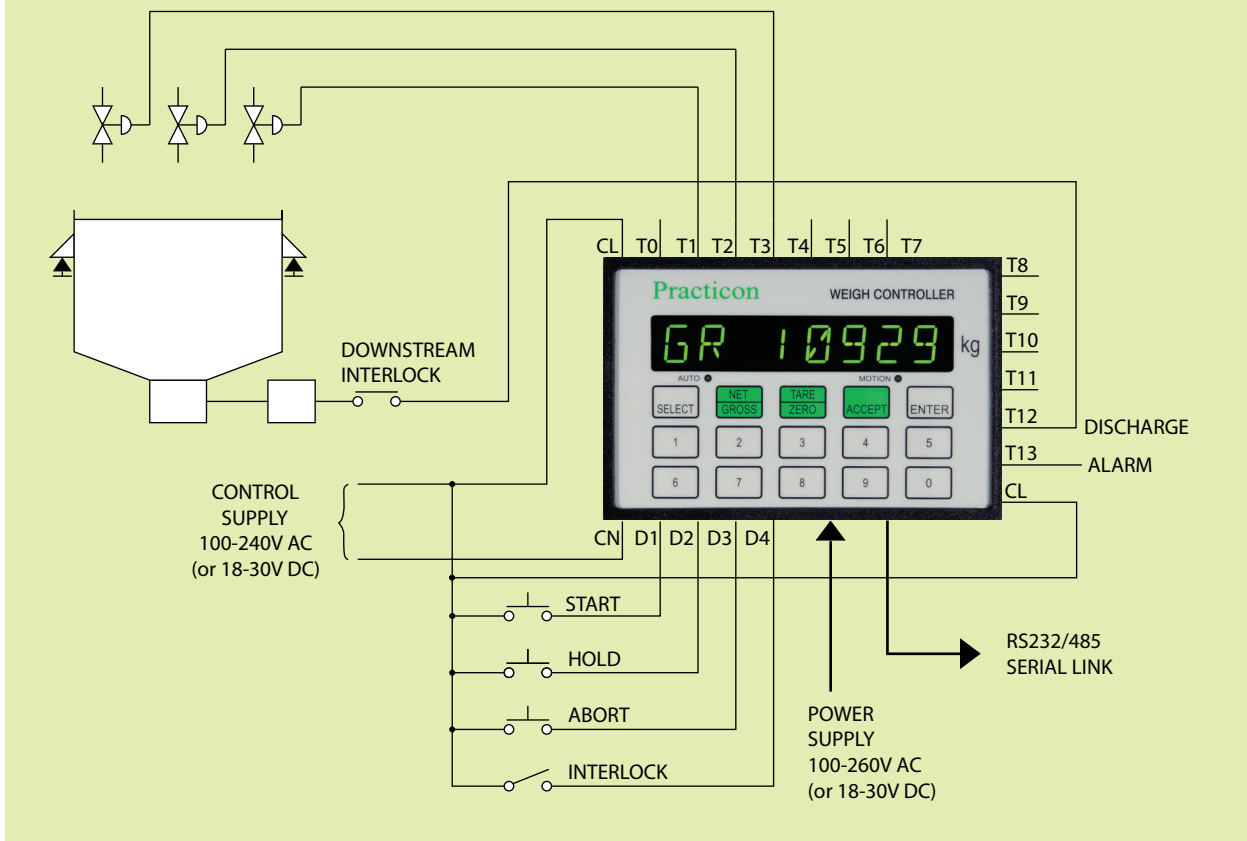 CL T0 T1 T2 T3 T4 T5 T6 T7
T8
T9
T10
T11
T12
T13
CL
Practicon WEIGH CONTROLLER
GR 10929 kg
AUTO MOTION
SELECT NET GROSS TARE ZERO ACCEPT ENTER
1 2 3 4 5
6 7 8 9 0
DOWNSTREAM
INTERLOCK
DISCHARGE
ALARM
CONTROL
SUPPLY
100-240V AC
(or 18-30V DC)
CN D1 D2 D3 D4
START
HOLD
ABORT
INTERLOCK
RS232/485
SERIAL LINK
POWER
SUPPLY
100-260V AC
(or 18-30V DC)